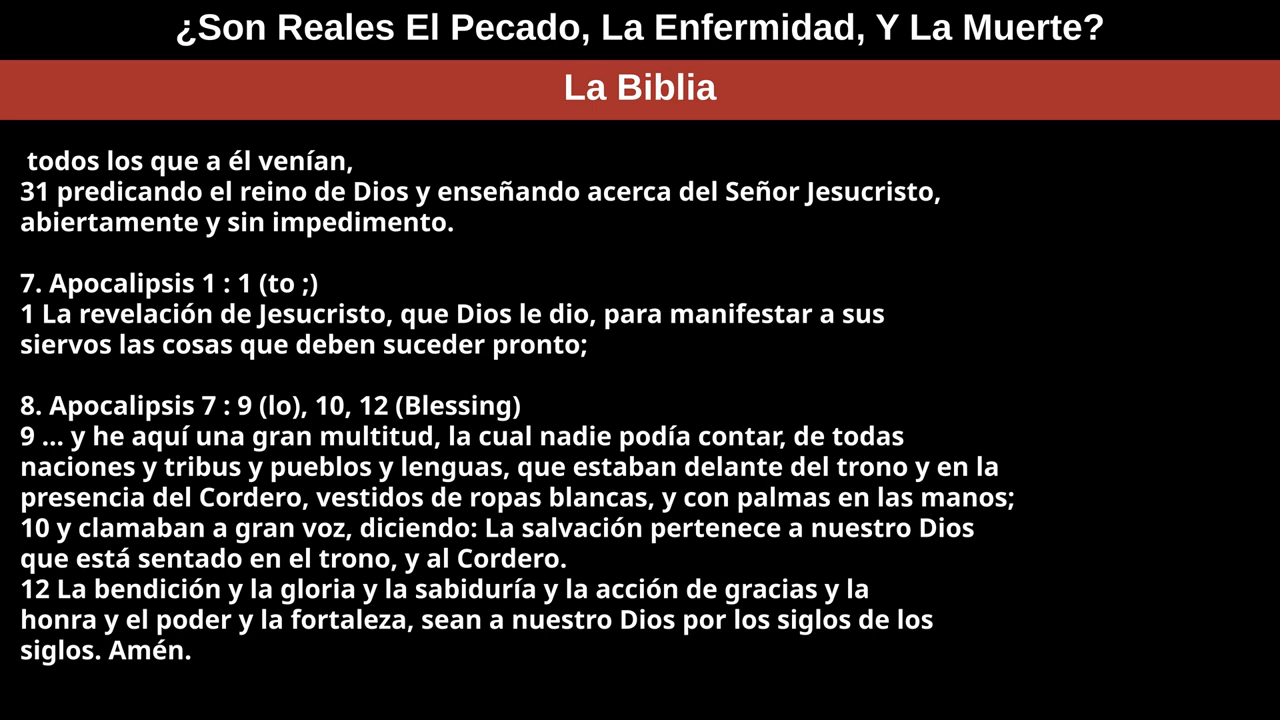 ¿Son Reales El Pecado, La Enfermidad, Y La Muerte?
La Biblia
todos los que a él venían,
31 predicando el reino de Dios y enseñando acerca del Señor Jesucristo,
abiertamente y sin impedimento.
7. Apocalipsis 1 : 1 (to ;)
1 La revelación de Jesucristo, que Dios le dio, para manifestar a sus
siervos las cosas que deben suceder pronto;
8. Apocalipsis 7 : 9 (lo), 10, 12 (Blessing)
9 ... y he aquí una gran multitud, la cual nadie podía contar, de todas
naciones y tribus y pueblos y lenguas, que estaban delante del trono y en la
presencia del Cordero, vestidos de ropas blancas, y con palmas en las manos;
10 y clamaban a gran voz, diciendo: La salvación pertenece a nuestro Dios
que está sentado en el trono, y al Cordero.
12 La bendición y la gloria y la sabiduría y la acción de gracias y la
honra y el poder y la fortaleza, sean a nuestro Dios por los siglos de los
siglos. Amén.